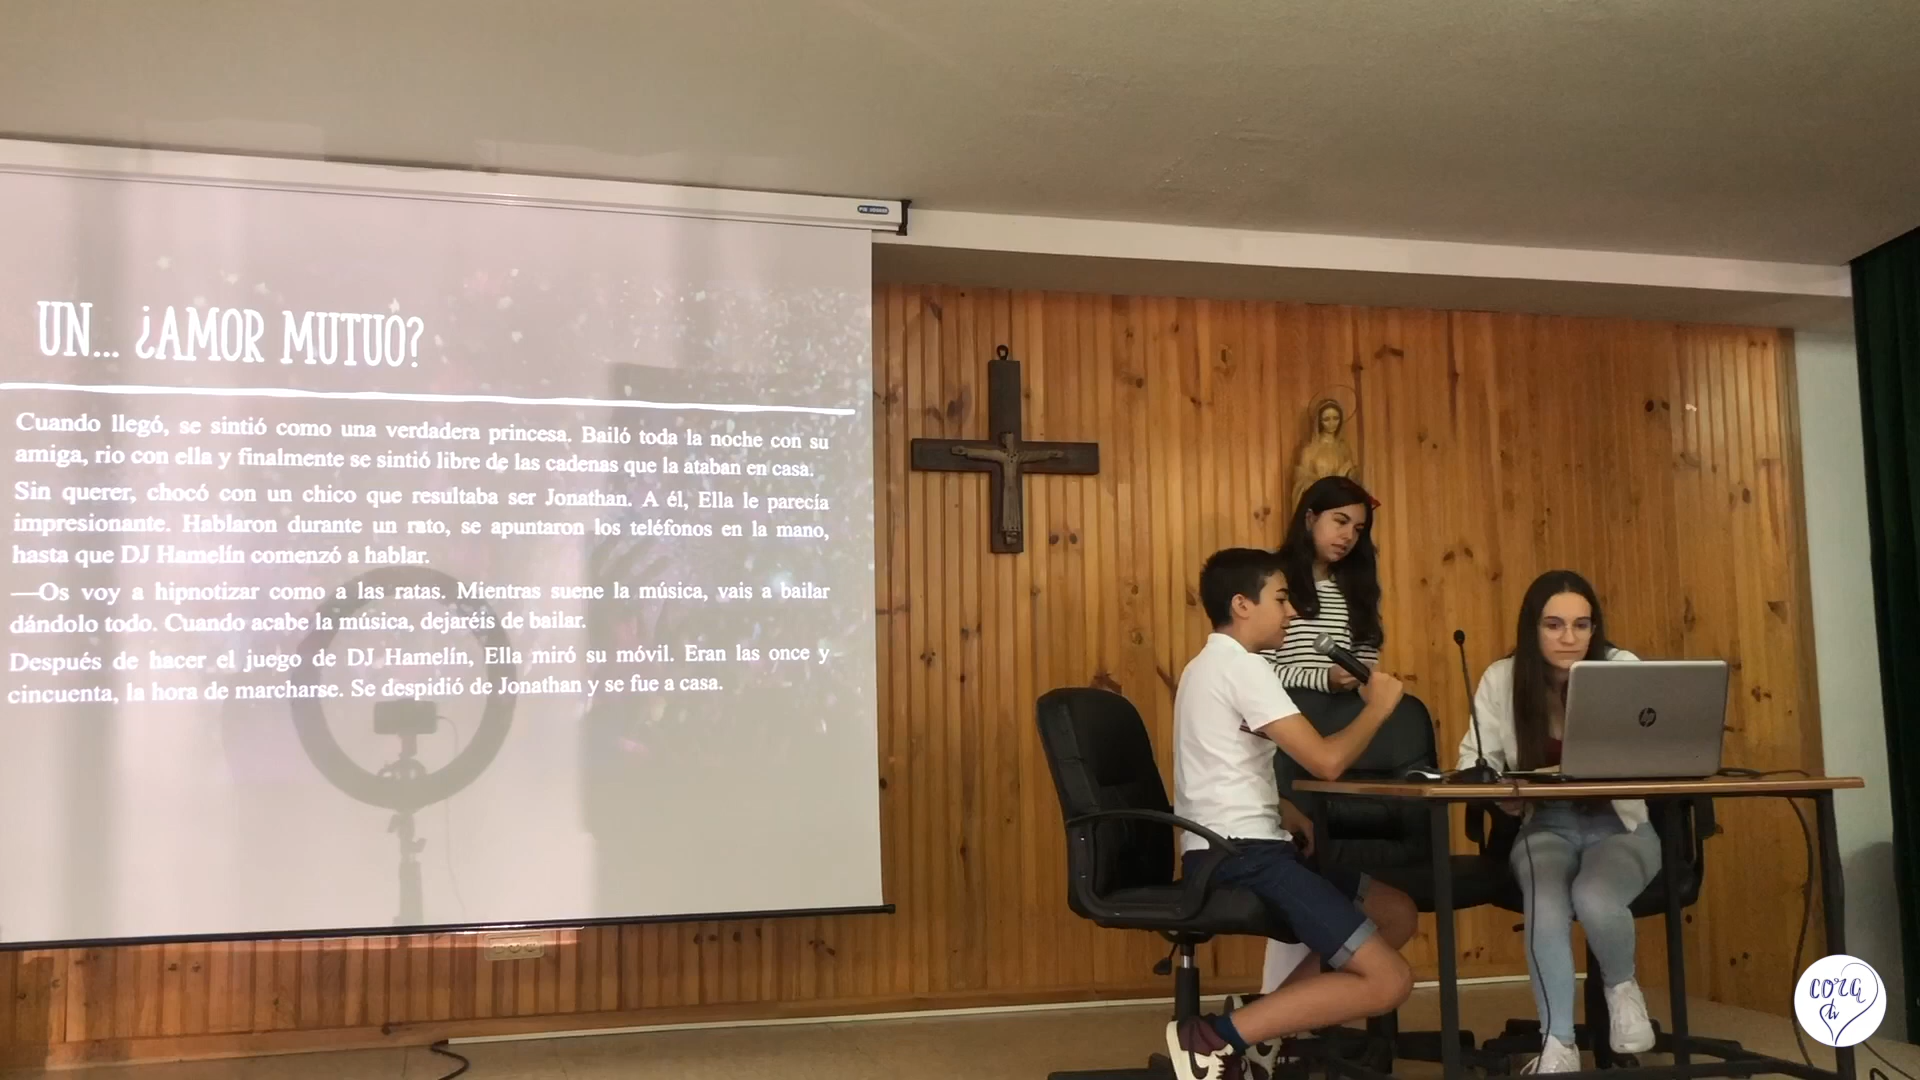 UN... ¿AMOR MUTUO?
Cuando llegó, se sintió como una verdadera princesa. Bailó toda la noche con su
amiga, rio con ella y finalmente se sintió libre de las cadenas que la ataban en casa.
Sin querer, chocó con un chico que resultaba ser Jonathan. A él, Ella le parecía
impresionante. Hablaron durante un rato, se apuntaron los teléfonos en la mano,
hasta que DJ Hamelín comenzó a hablar.
—Os voy a hipnotizar como a las ratas. Mientras suene la música, vais a bailar
dándolo todo. Cuando acabe la música, dejaréis de bailar.
Después de hacer el juego de DJ Hamelín, Ella miró su móvil. Eran las once y
cincuenta, la hora de marcharse. Se despidió de Jonathan y se fue a casa.
hp
cora
tv